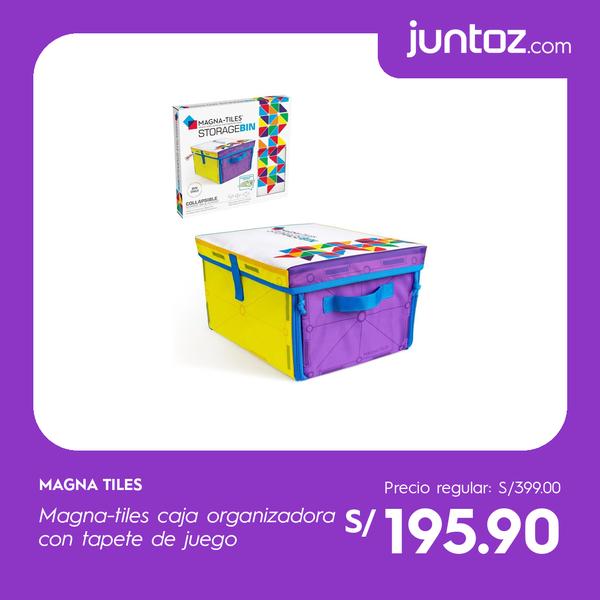 juntoz.com
MAGNA-TILES
STORAGEBIN
COLLAPSIBLE
STORAGEBIN
MAGNA TILES
Magna-tiles caja organizadora
con tapete de juego
Precio regular: S/399.00
S/195.90